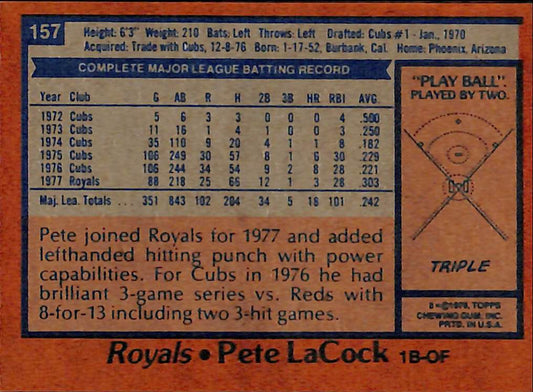 157
Height: 6'3" Weight: 210 Bats: Left Throws: Left Drafted: Cubs #1 - Jan., 1970
Acquired: Trade with Cubs, 12-8-76 Born: 1-17-52, Burbank, Cal. Home: Phoenix, Arizona
COMPLETE MAJOR LEAGUE BATTING RECORD
Year Club G AB R H 2B 3B HR RBI AVG.
1972 Cubs 5 6 3 3 0 0 0 4 .500
1973 Cubs 11 16 1 4 1 0 0 3 .250
1974 Cubs 35 110 9 20 4 1 1 8 .182
1975 Cubs 106 249 30 57 8 1 6 30 .229
1976 Cubs 106 244 34 54 9 2 8 28 .221
1977 Royals 88 218 25 66 12 1 3 28 .303
Maj. Lea. Totals ... 351 843 102 204 34 5 18 101 .242
Pete joined Royals for 1977 and added
lefthanded hitting punch with power
capabilities. For Cubs in 1976 he had
brilliant 3-game series vs. Reds with
8-for-13 including two 3-hit games.
"PLAY BALL".
PLAYED BY TWO.
TRIPLE
©1978, TOPPS
CHEWING GUM, INC.
PRTD. IN U.S.A.
Royals • Pete LaCock 1B-OF